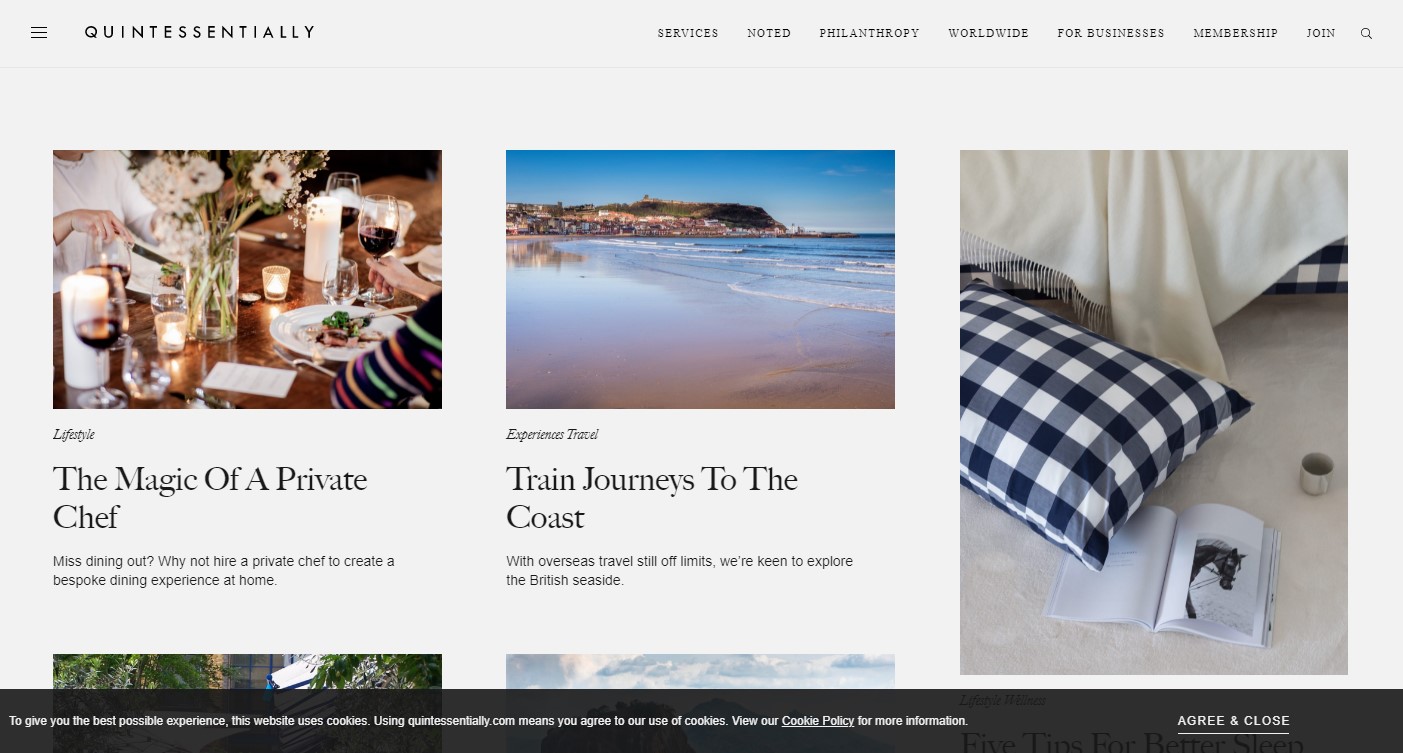 QUINTESSENTIALLY
SERVICES NOTED PHILANTHROPY WORLDWIDE FOR BUSINESSES MEMBERSHIP JOIN
Lifestyle
The Magic Of A Private
Chef
Miss dining out? Why not hire a private chef to create a
bespoke dining experience at home.
Experiences Travel
Train Journeys To The
Coast
With overseas travel still off limits, we're keen to explore
the British seaside.
Lifestyle Wellness
Five Tips For Better Sleep
To give you the best possible experience, this website uses cookies. Using quintessentially.com means you agree to our use of cookies. View our Cookie Policy for more information.
AGREE & CLOSE